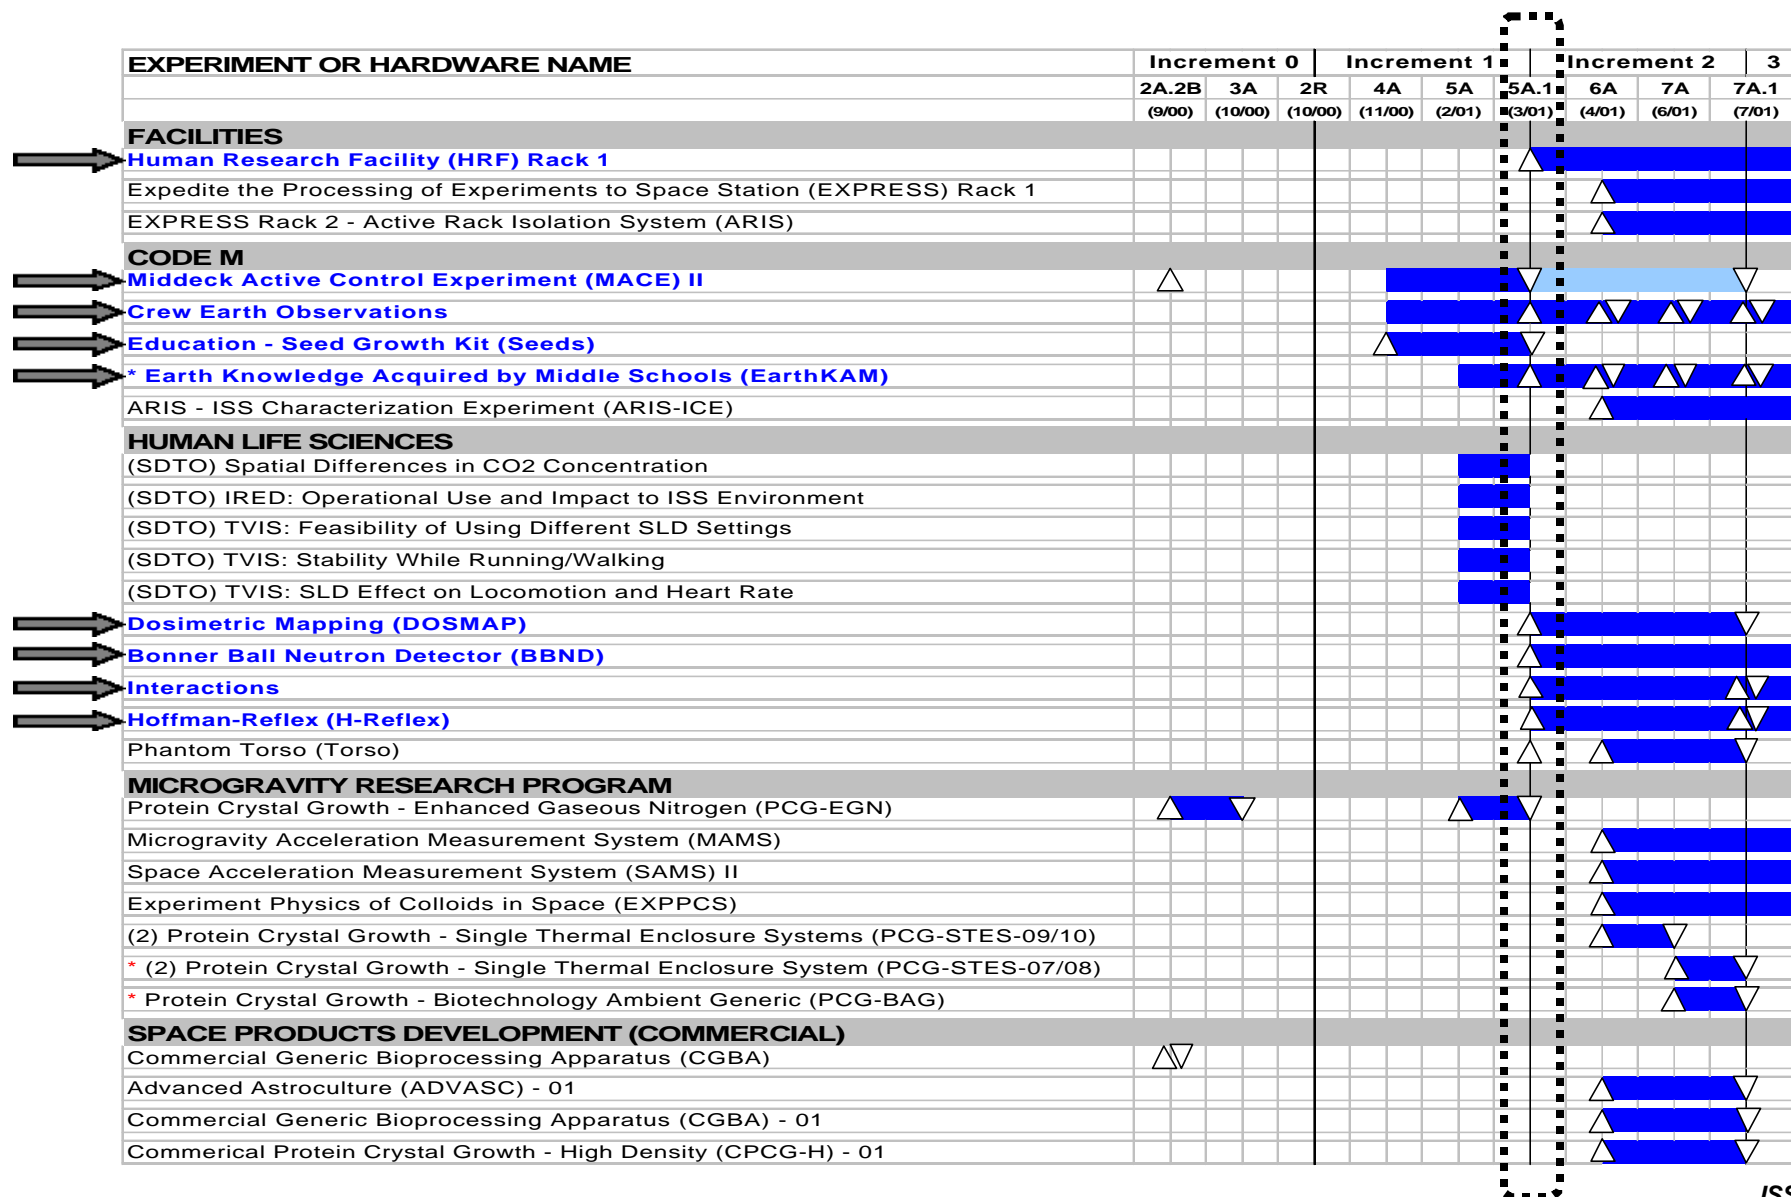 EXPERIMENT OR HARDWARE NAME Increment 0 Increment 1 Increment 2 3
2A.2B 3A 2R 4A 5A 5A.1 6A 7A 7A.1
(9/00) (10/00) (10/00) (11/00) (2/01) (3/01) (4/01) (6/01) (7/01)
FACILITIES
Human Research Facility (HRF) Rack 1
Expedite the Processing of Experiments to Space Station (EXPRESS) Rack 1
EXPRESS Rack 2 - Active Rack Isolation System (ARIS)
CODE M
Middeck Active Control Experiment (MACE) II
Crew Earth Observations
Education - Seed Growth Kit (Seeds)
* Earth Knowledge Acquired by Middle Schools (EarthKAM)
ARIS - ISS Characterization Experiment (ARIS-ICE)
HUMAN LIFE SCIENCES
(SDTO) Spatial Differences in CO2 Concentration
(SDTO) IRED: Operational Use and Impact to ISS Environment
(SDTO) TVIS: Feasibility of Using Different SLD Settings
(SDTO) TVIS: Stability While Running/Walking
(SDTO) TVIS: SLD Effect on Locomotion and Heart Rate
Dosimetric Mapping (DOSMAP)
Bonner Ball Neutron Detector (BBND)
Interactions
Hoffman-Reflex (H-Reflex)
Phantom Torso (Torso)
MICROGRAVITY RESEARCH PROGRAM
Protein Crystal Growth - Enhanced Gaseous Nitrogen (PCG-EGN)
Microgravity Acceleration Measurement System (MAMS)
Space Acceleration Measurement System (SAMS) II
Experiment Physics of Colloids in Space (EXPPCS)
(2) Protein Crystal Growth - Single Thermal Enclosure Systems (PCG-STES-09/10)
* (2) Protein Crystal Growth - Single Thermal Enclosure System (PCG-STES-07/08)
* Protein Crystal Growth - Biotechnology Ambient Generic (PCG-BAG)
SPACE PRODUCTS DEVELOPMENT (COMMERCIAL)
Commercial Generic Bioprocessing Apparatus (CGBA)
Advanced Astroculture (ADVASC) - 01
Commercial Generic Bioprocessing Apparatus (CGBA) - 01
Commerical Protein Crystal Growth - High Density (CPCG-H) - 01